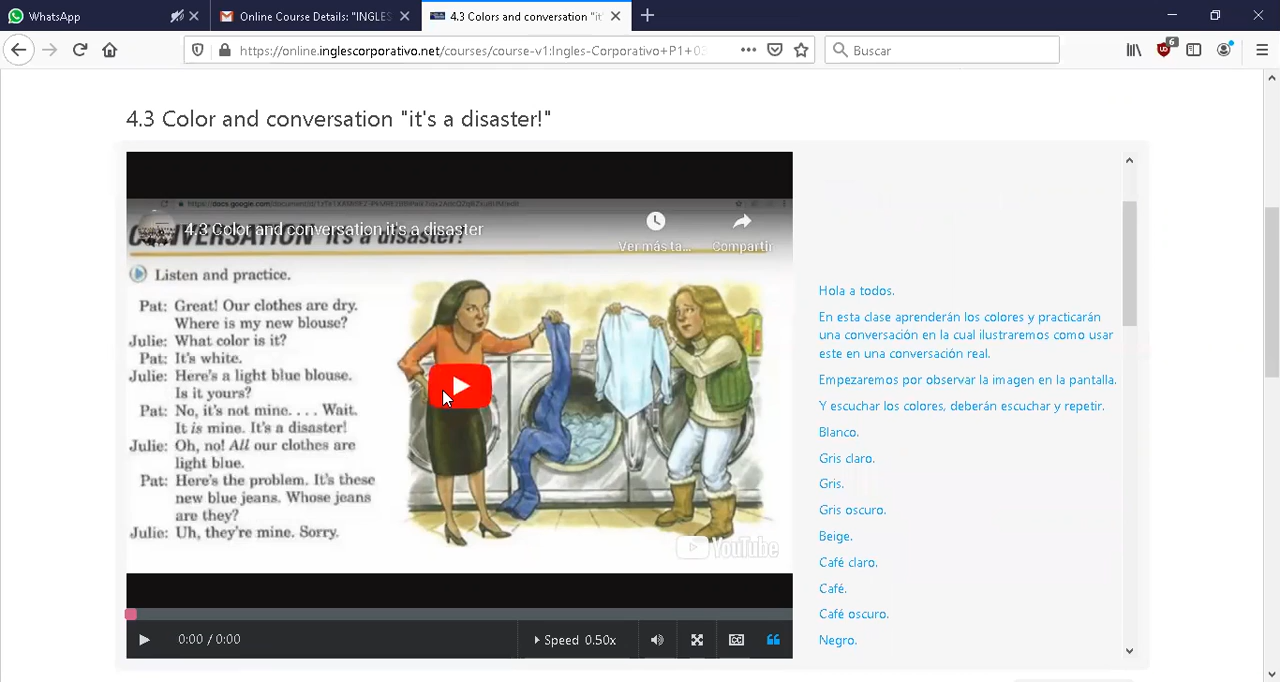 WhatsApp
Online Course Details: "INGLES
4.3 Colors and conversation "it'
https://online.inglescorporativo.net/courses/course-v1:Ingles-Corporativo+P1+03
Buscar
6
4.3 Color and conversation "it's a disaster!"
CONVERSATION It's a disaster!
4.3 Color and conversation it's a disaster
Ver más ta...
Compartir
Listen and practice.
Pat: Great! Our clothes are dry.
Where is my new blouse?
Julie: What color is it?
Pat: It's white.
Julie: Here's a light blue blouse.
Is it yours?
Pat: No, it's not mine. . . . Wait.
It is mine. It's a disaster!
Julie: Oh, no! All our clothes are
light blue.
Pat: Here's the problem. It's these
new blue jeans. Whose jeans
are they?
Julie: Uh, they're mine. Sorry.
YouTube
0:00 / 0:00
Speed 0.50x
Hola a todos.
En esta clase aprenderán los colores y practicarán
una conversación en la cual ilustraremos como usar
este en una conversación real.
Empezaremos por observar la imagen en la pantalla.
Y escuchar los colores, deberán escuchar y repetir.
Blanco.
Gris claro.
Gris.
Gris oscuro.
Beige.
Café claro.
Café.
Café oscuro.
Negro.